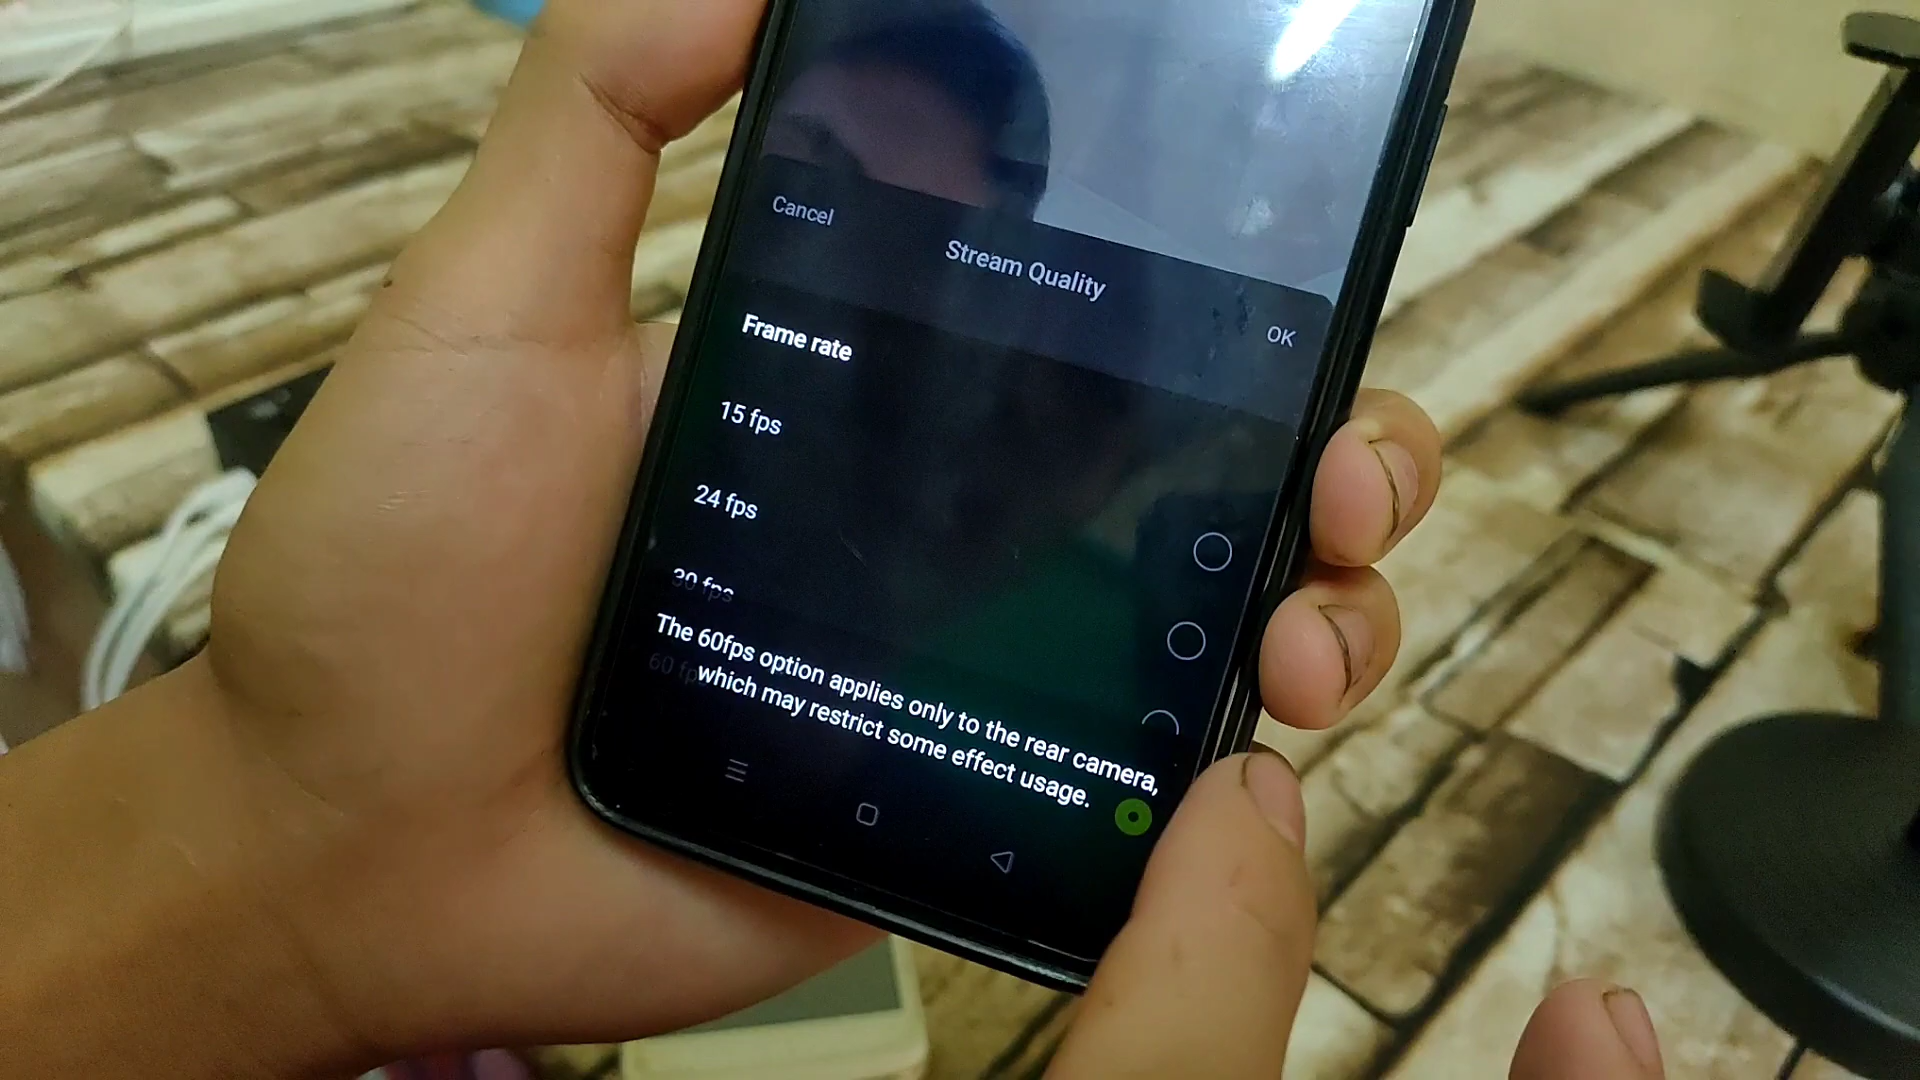 Cancel
Stream Quality
OK
Frame rate
15 fps
24 fps
30 fps
The 60fps option applies only to the rear camera,
60 fp
which may restrict some effect usage.